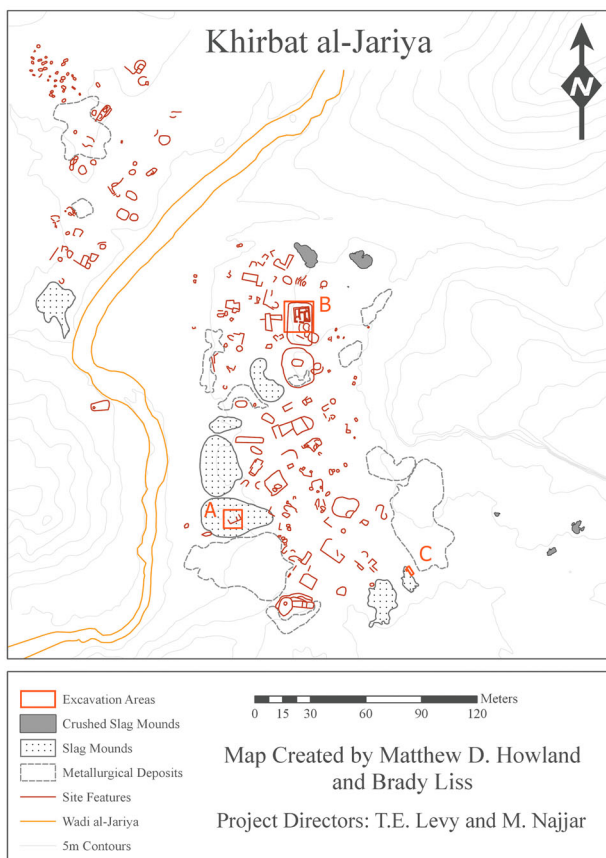 Khirbat al-Jariya
N
B
A
C
Excavation Areas
Crushed Slag Mounds
Slag Mounds
Metallurgical Deposits
Site Features
Wadi al-Jariya
5m Contours
Meters
0 15 30 60 90 120
Map Created by Matthew D. Howland
and Brady Liss
Project Directors: T.E. Levy and M. Najjar